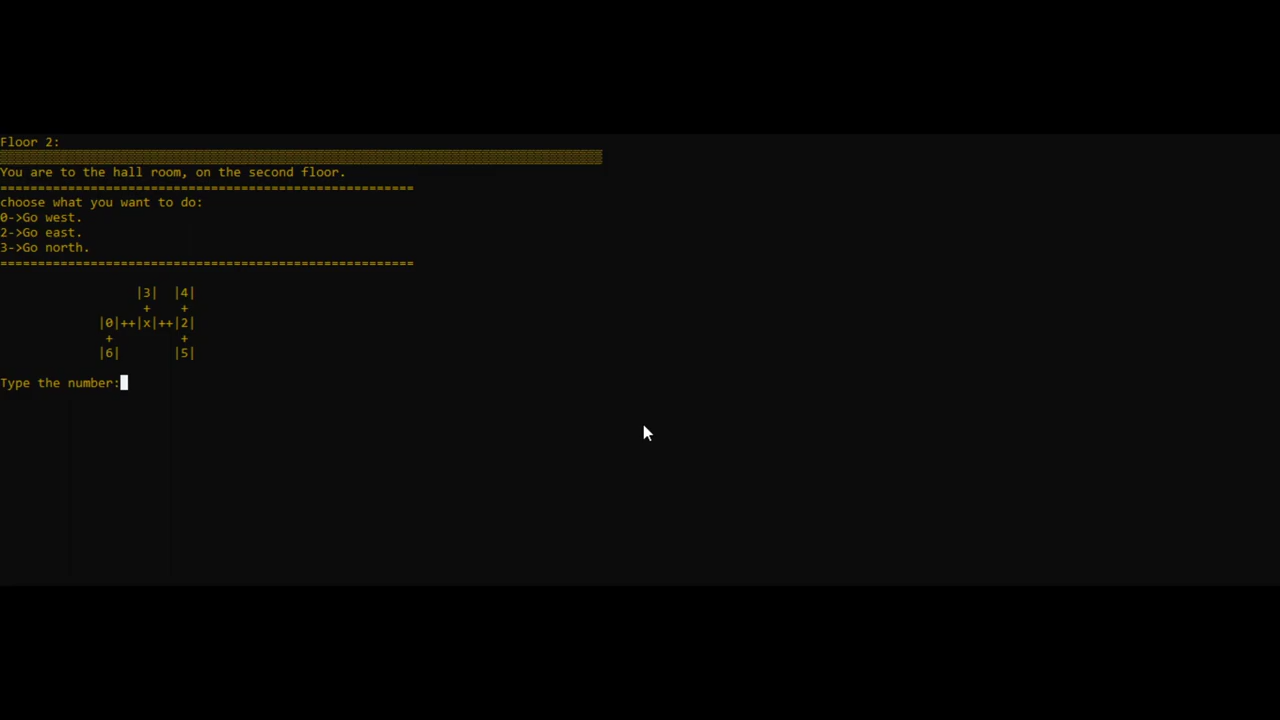 Floor 2:
You are to the hall room, on the second floor.
=======================================================
choose what you want to do:
0->Go west.
2->Go east.
3->Go north.
=======================================================
|3|  |4|
+    +
|0|++|x|++|2|
+         +
|6|       |5|
Type the number: